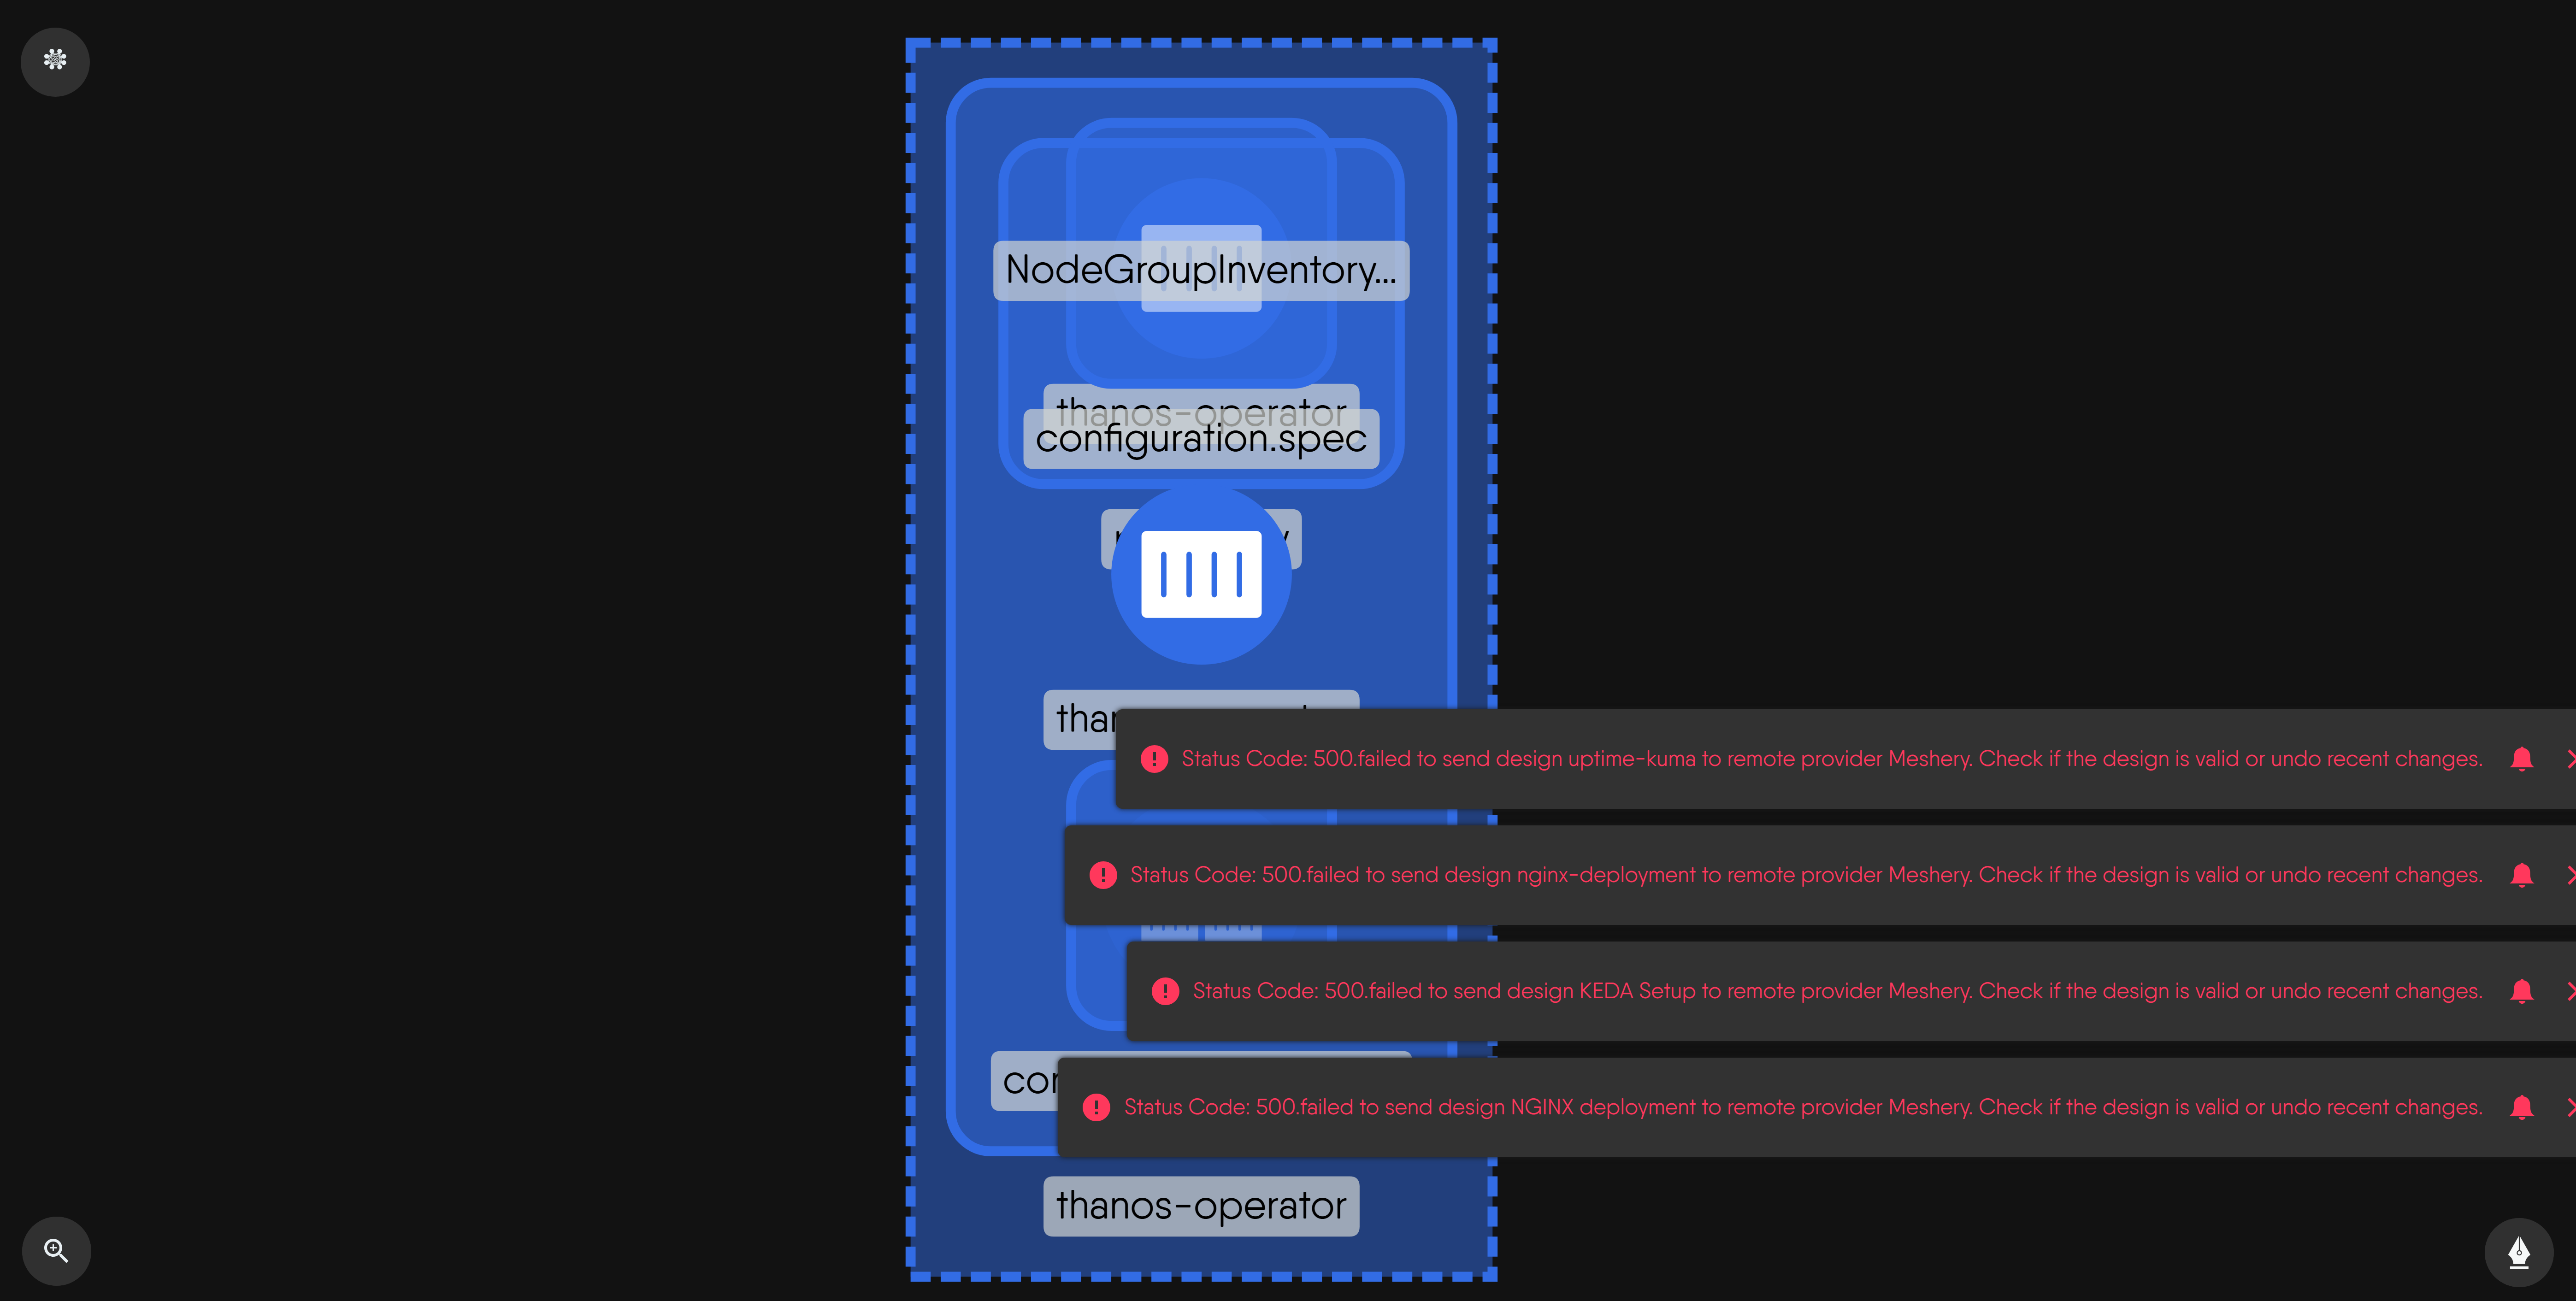 NodeGroupInventory...
thanos-operator
configuration.spec
Status Code: 500.failed to send design uptime-kuma to remote provider Meshery. Check if the design is valid or undo recent changes.
Status Code: 500.failed to send design nginx-deployment to remote provider Meshery. Check if the design is valid or undo recent changes.
Status Code: 500.failed to send design KEDA Setup to remote provider Meshery. Check if the design is valid or undo recent changes.
Status Code: 500.failed to send design NGINX deployment to remote provider Meshery. Check if the design is valid or undo recent changes.
thanos-operator